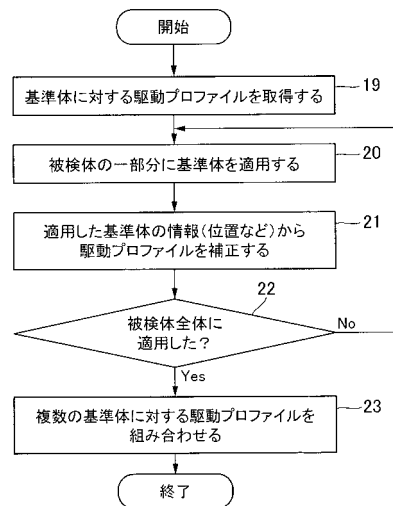 開始
基準体に対する駆動プロファイルを取得する
19
被検体の一部分に基準体を適用する
20
適用した基準体の情報(位置など)から
駆動プロファイルを補正する
21
22
被検体全体に
適用した？
No
Yes
複数の基準体に対する駆動プロファイルを
組み合わせる
23
終了